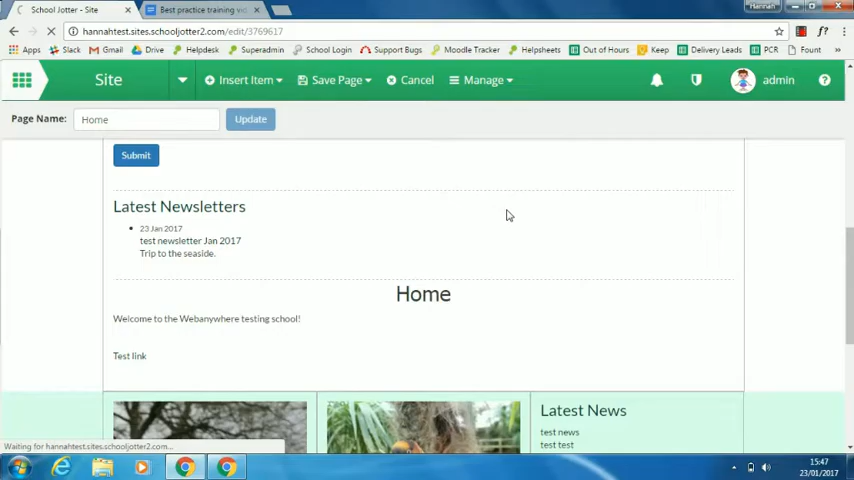 School Jotter - Site
Best practice training vid
Hannah
hannahtest.sites.schooljotter2.com/edit/3769617
Apps Slack Gmail Drive Helpdesk Superadmin School Login Support Bugs Moodle Tracker Helpsheets Out of Hours Keep Delivery Leads PCR Fount
Site Insert Item Save Page Cancel Manage admin
Page Name: Home Update
Submit
Latest Newsletters
23 Jan 2017
test newsletter Jan 2017
Trip to the seaside.
Home
Welcome to the Webanywhere testing school!
Test link
Latest News
test news
test test
Waiting for hannahtest.sites.schooljotter2.com...
15:47
23/01/2017